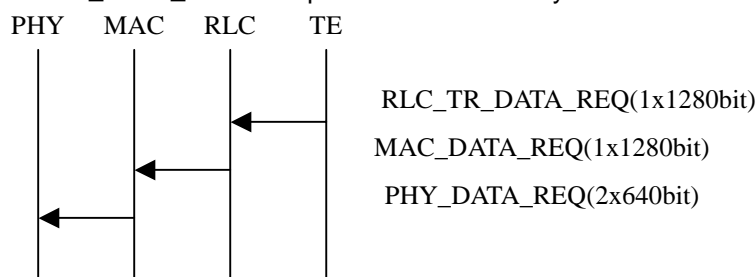 PHY MAC RLC TE
RLC_TR_DATA_REQ(1x1280bit)
MAC_DATA_REQ(1x1280bit)
PHY_DATA_REQ(2x640bit)